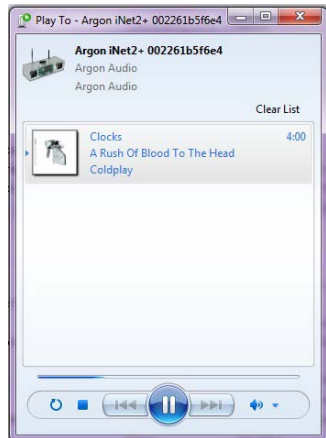 Play To - Argon iNet2+ 002261b5f6e4
Argon iNet2+ 002261b5f6e4
Argon Audio
Argon Audio
Clear List
Clocks 4:00
A Rush Of Blood To The Head
Coldplay